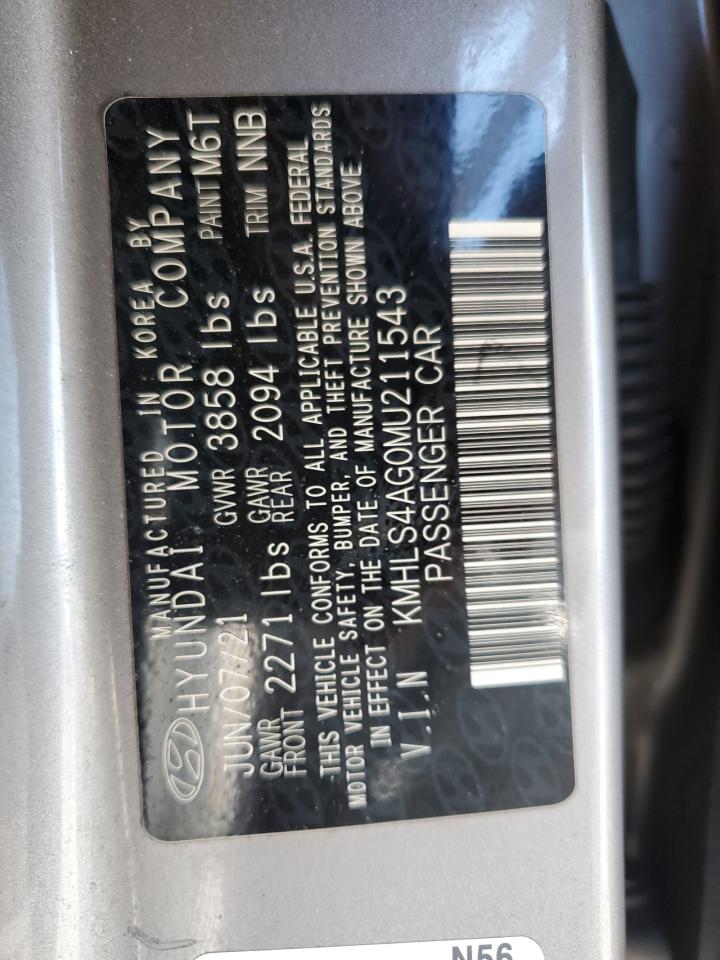 MANUFACTURED IN KOREA BY
HYUNDAI MOTOR COMPANY
JUN/07/21 GVWR 3858 lbs PAINT M6T
GAWR FRONT 2271 lbs GAWR REAR 2094 lbs TRIM NNB
THIS VEHICLE CONFORMS TO ALL APPLICABLE U.S.A. FEDERAL
MOTOR VEHICLE SAFETY, BUMPER, AND THEFT PREVENTION STANDARDS
IN EFFECT ON THE DATE OF MANUFACTURE SHOWN ABOVE.
V.I.N KMHLS4AG0MU211543
PASSENGER CAR
N56